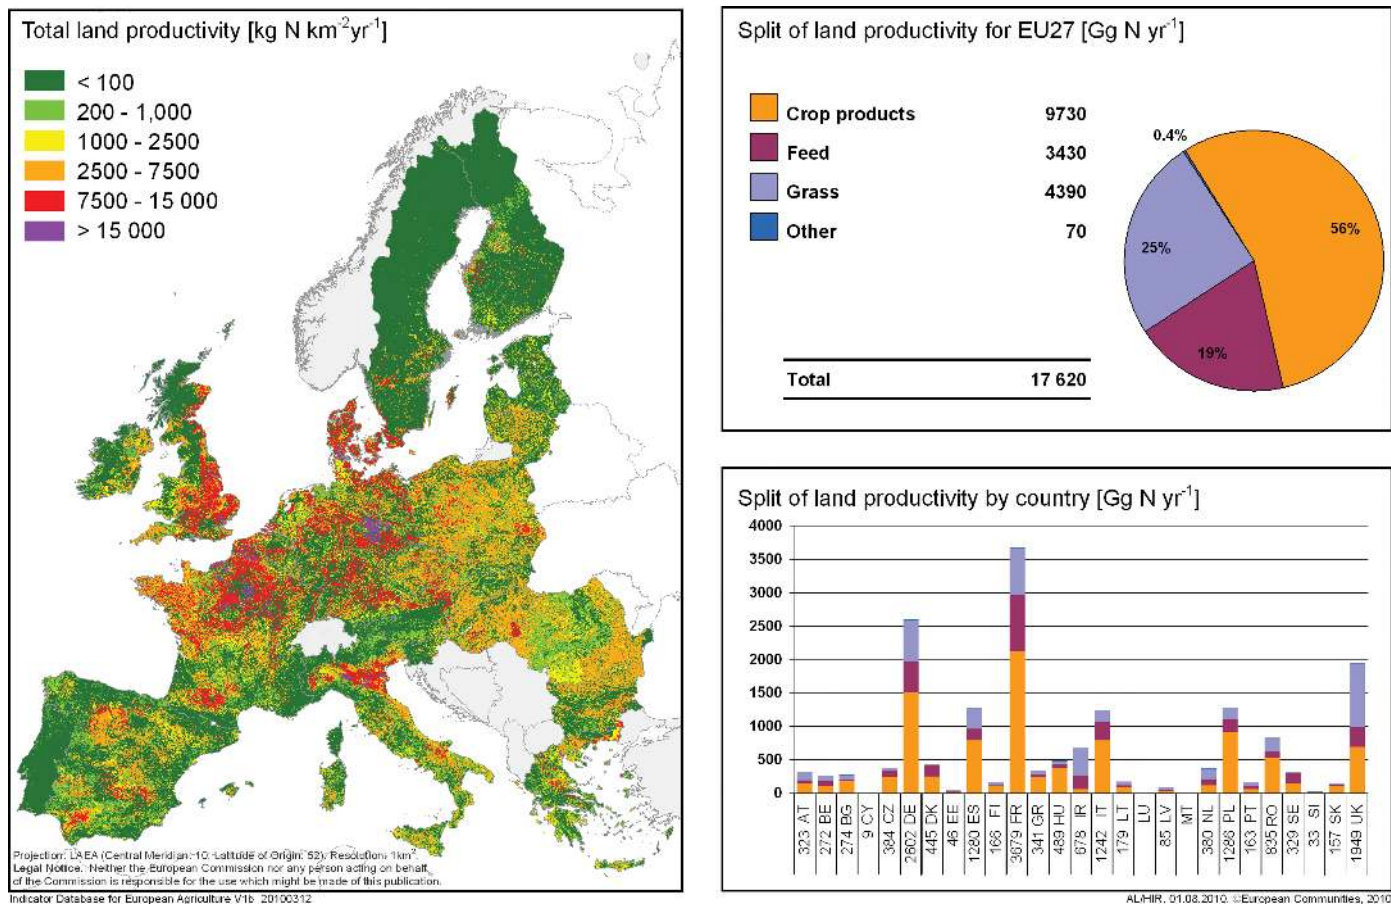 Total land productivity [kg N km-2yr-1]
< 100
200 - 1,000
1000 - 2500
2500 - 7500
7500 - 15 000
> 15 000
Projection: LAEA (Central Meridian: 10, Latitude of Origin: 52), Resolution: 1km²
Legal Notice: Neither the European Commission nor any person acting on behalf
of the Commission is responsible for the use which might be made of this publication.
Indicator Database for European Agriculture V1b 20100312
Split of land productivity for EU27 [Gg N yr-1]
Crop products 9730
Feed 3430
Grass 4390
Other 70
Total 17 620
0.4%
56%
25%
19%
Split of land productivity by country [Gg N yr-1]
4000
3500
3000
2500
2000
1500
1000
500
0
323 AT
272 BE
274 BG
9 CY
384 CZ
2602 DE
445 DK
46 EE
1280 ES
166 FI
3679 FR
341 GR
489 HU
678 IR
1242 IT
179 LT
LU
85 LV
MT
380 NL
1286 PL
163 PT
835 RO
329 SE
33 SI
157 SK
1949 UK
AL/HIR, 01.08.2010, ©European Communities, 2010